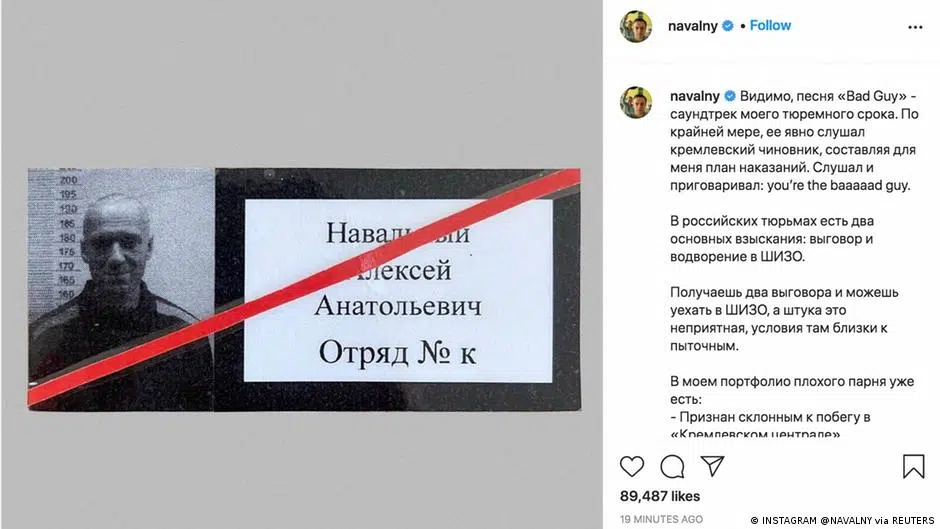 200
195
190
185
180
175
170
165
160
Навальный
Алексей
Анатольевич
Отряд № к
navalny • Follow
navalny Видимо, песня «Bad Guy» -
саундтрек моего тюремного срока. По
крайней мере, ее явно слушал
кремлевский чиновник, составляя для
меня план наказаний. Слушал и
приговаривал: you’re the baaaaad guy.
В российских тюрьмах есть два
основных взыскания: выговор и
водворение в ШИЗО.
Получаешь два выговора и можешь
уехать в ШИЗО, а штука это
неприятная, условия там близки к
пыточным.
В моем портфолио плохого парня уже
есть:
- Признан склонным к побегу в
«Кремлевском централе»
89,487 likes
19 MINUTES AGO
© INSTAGRAM @NAVALNY via REUTERS